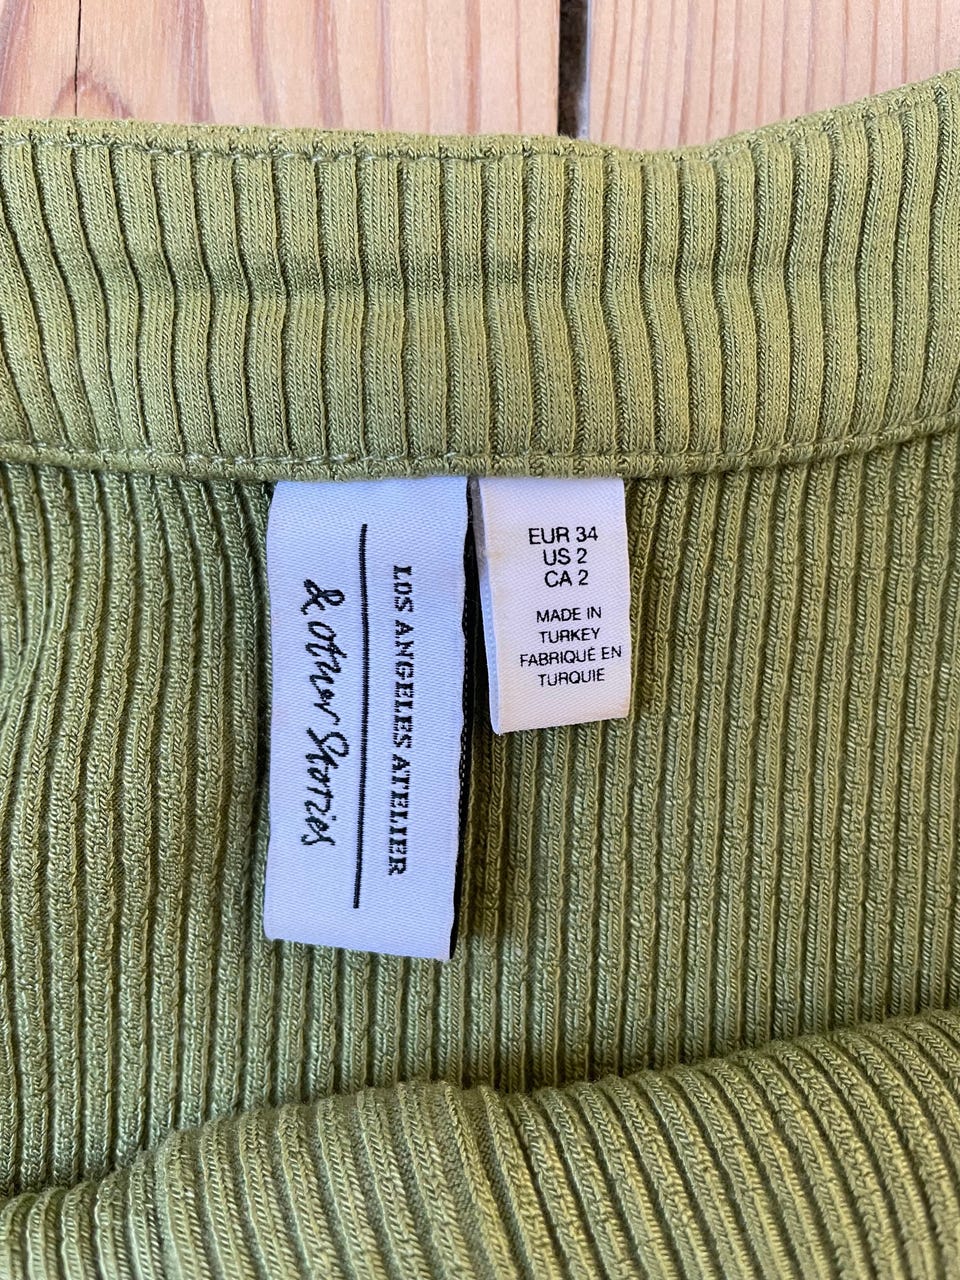 LOS ANGELES ATELIER
& Other Stories
EUR 34
US 2
CA 2
MADE IN
TURKEY
FABRIQUÉ EN
TURQUIE